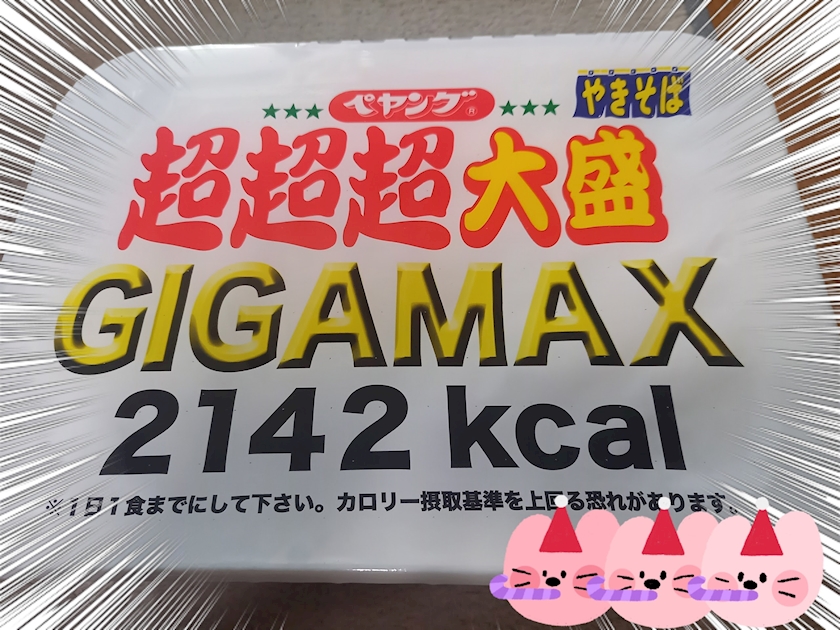 ★★★ ペヤング® ★★★ やきそば
超超超大盛
GIGAMAX
2142 kcal
※1日1食までにして下さい。カロリー摂取基準を上回る恐れがあります。